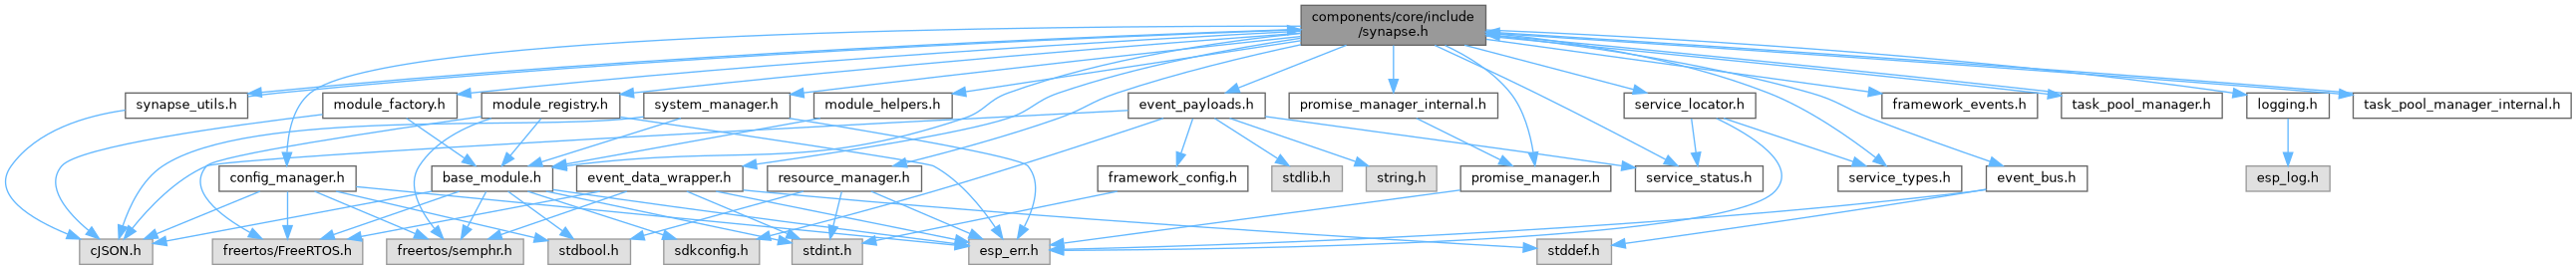 components/core/include
/synapse.h
synapse_utils.h
module_factory.h
module_registry.h
system_manager.h
module_helpers.h
event_payloads.h
promise_manager_internal.h
service_locator.h
framework_events.h
task_pool_manager.h
logging.h
task_pool_manager_internal.h
config_manager.h
base_module.h
event_data_wrapper.h
resource_manager.h
framework_config.h
stdlib.h
string.h
promise_manager.h
service_status.h
service_types.h
event_bus.h
esp_log.h
cJSON.h
freertos/FreeRTOS.h
freertos/semphr.h
stdbool.h
sdkconfig.h
stdint.h
esp_err.h
stddef.h